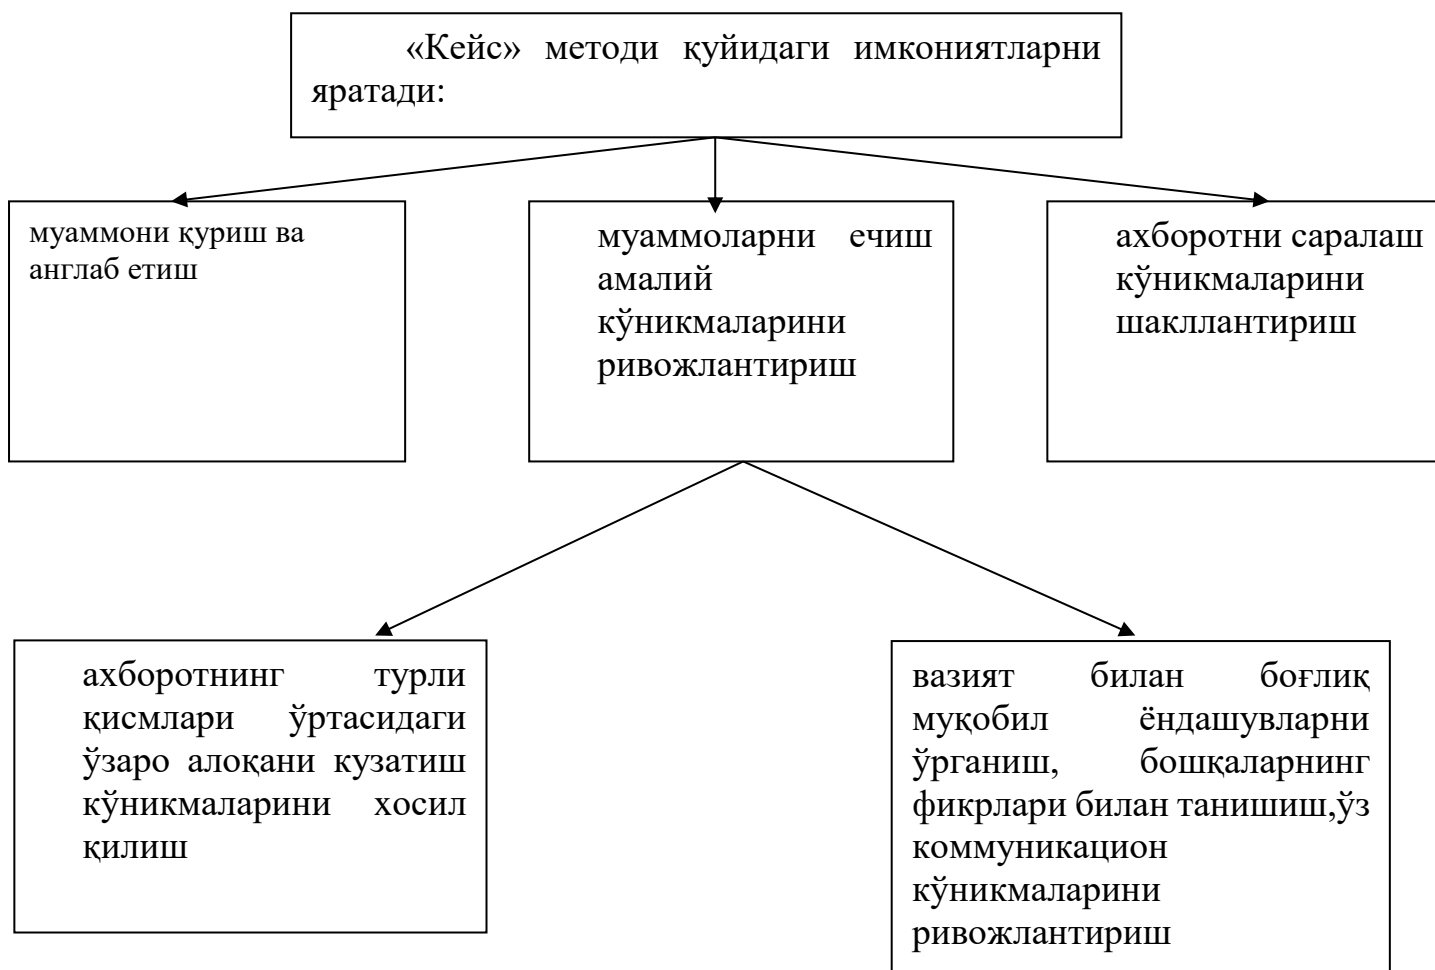 «Кейс» методи қуйидаги имкониятларни
яратади:
муаммони қуриш ва
англаб етиш
муаммоларни ечиш
амалий
кўникмаларини
ривожлантириш
ахборотни саралаш
кўникмаларини
шакллантириш
ахборотнинг турли
қисмлари ўртасидаги
ўзаро алоқани кузатиш
кўникмаларини хосил
қилиш
вазият билан боғлиқ
муқобил ёндашувларни
ўрганиш, бошқаларнинг
фикрлари билан танишиш,ўз
коммуникацион
кўникмаларини
ривожлантириш